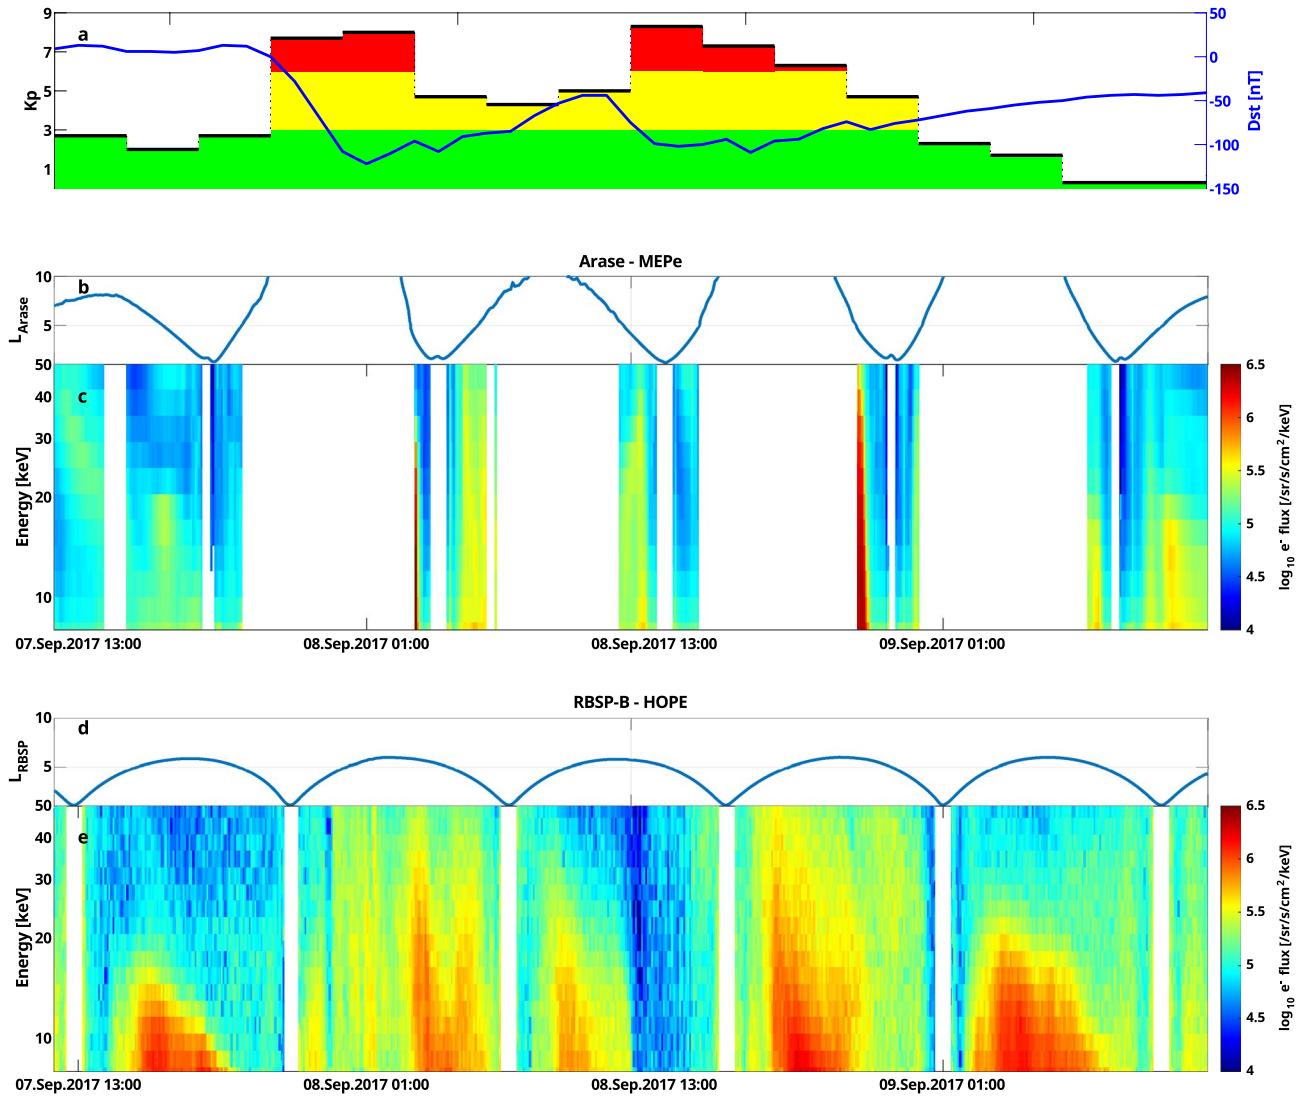 9
7
5
3
1
Kp
a
50
0
-50
-100
-150
Dst [nT]
Arase - MEPe
10
5
L Arase
b
50
40
30
20
10
Energy [keV]
c
07.Sep.2017 13:00
08.Sep.2017 01:00
08.Sep.2017 13:00
09.Sep.2017 01:00
6.5
6
5.5
5
4.5
4
log10 e- flux [/sr/s/cm2/keV]
RBSP-B - HOPE
10
5
L RBSP
d
50
40
30
20
10
Energy [keV]
e
07.Sep.2017 13:00
08.Sep.2017 01:00
08.Sep.2017 13:00
09.Sep.2017 01:00
6.5
6
5.5
5
4.5
4
log10 e- flux [/sr/s/cm2/keV]